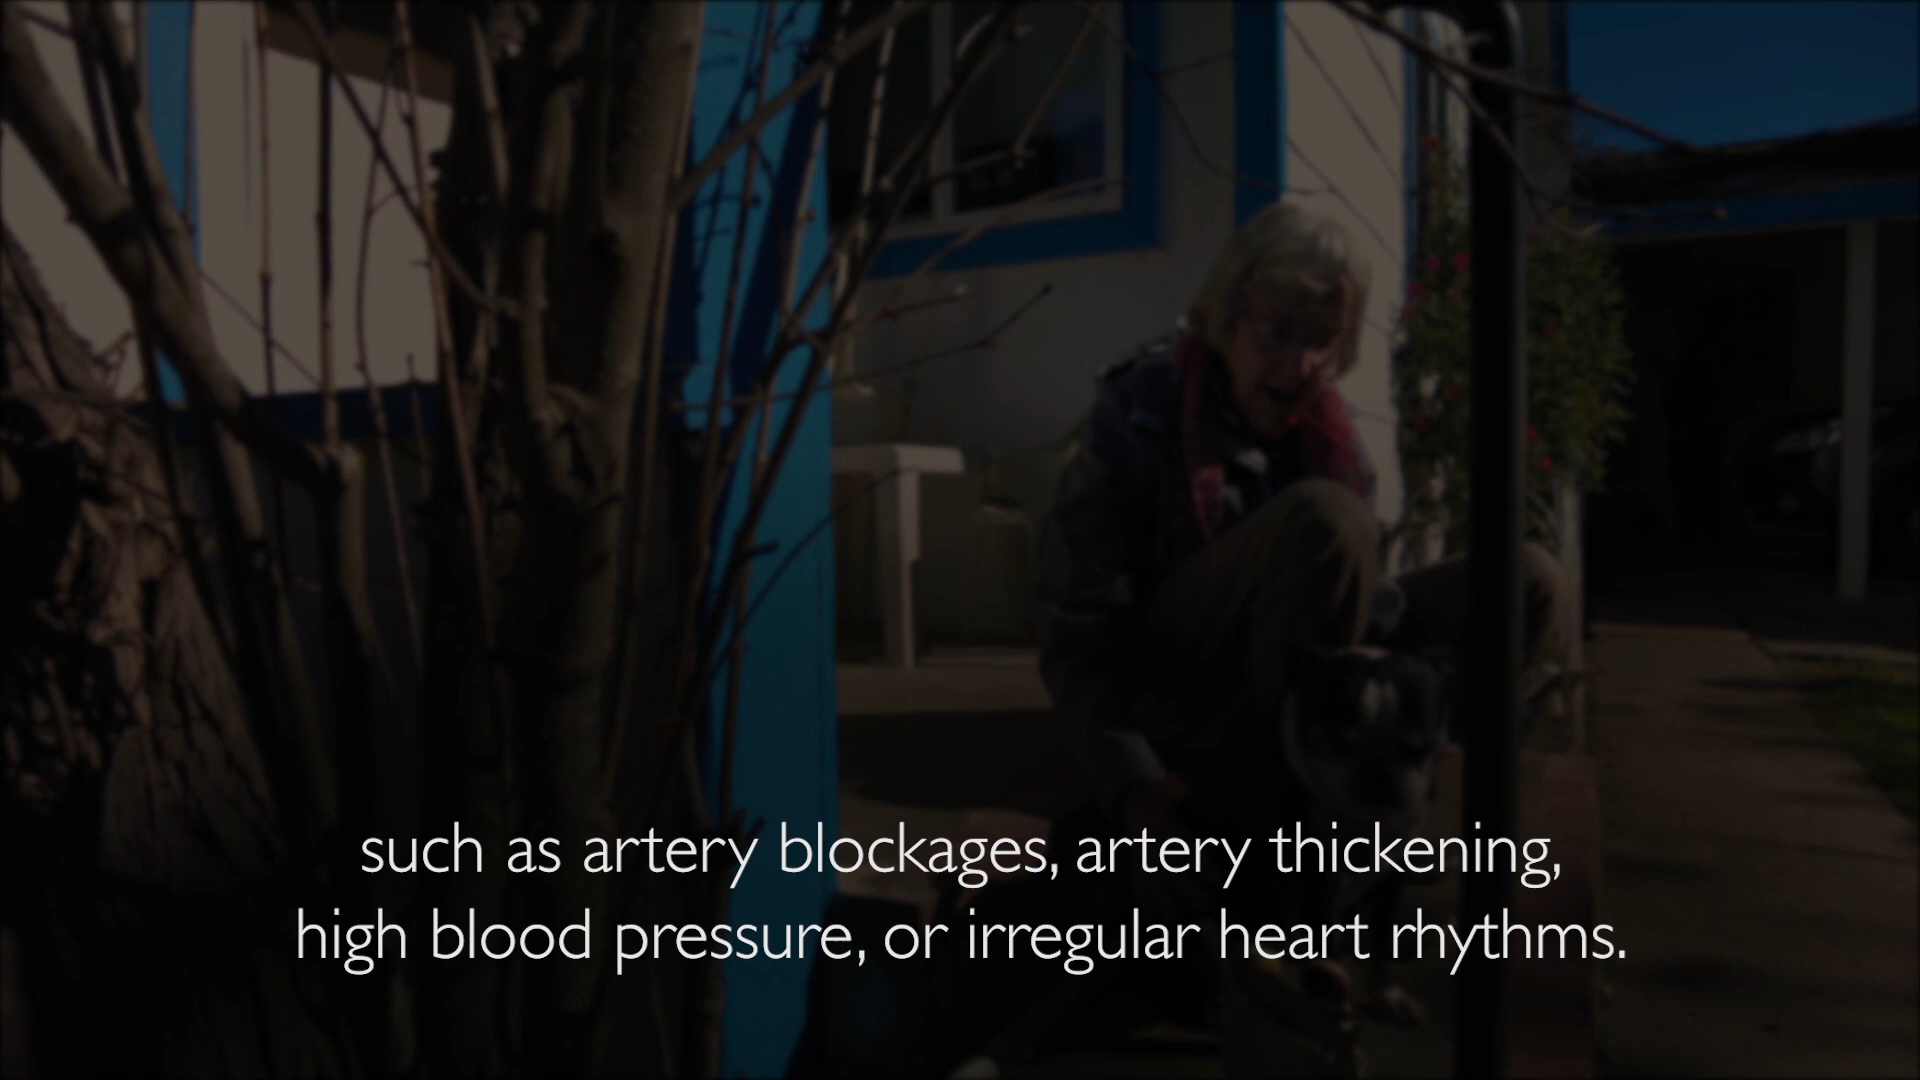 such as artery blockages, artery thickening,
high blood pressure, or irregular heart rhythms.